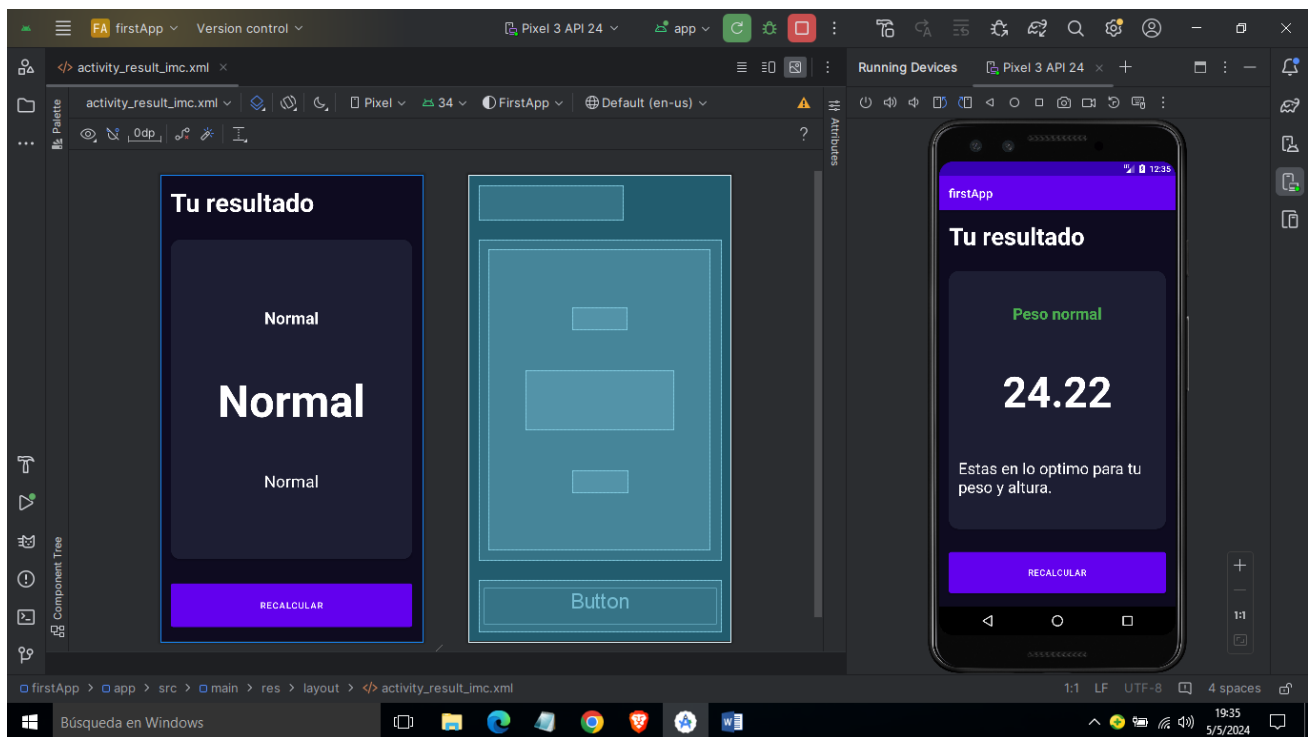 FA firstApp Version control Pixel 3 API 24 app
activity_result_imc.xml Running Devices Pixel 3 API 24
activity_result_imc.xml Pixel 34 FirstApp Default (en-us)
0dp ?
Palette
Attributes
Component Tree
Tu resultado
Normal
Normal
Normal
RECALCULAR
Button
12:35
firstApp
Tu resultado
Peso normal
24.22
Estas en lo optimo para tu
peso y altura.
RECALCULAR
1:1
firstApp > app > src > main > res > layout > activity_result_imc.xml 1:1 LF UTF-8 4 spaces
Búsqueda en Windows 19:35
5/5/2024